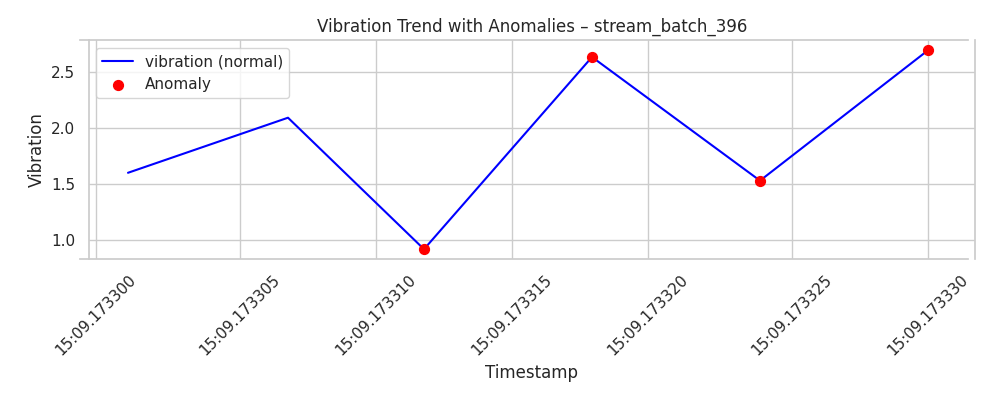 Vibration Trend with Anomalies – stream_batch_396
vibration (normal)
Anomaly
Vibration
2.5
2.0
1.5
1.0
15:09.173300
15:09.173305
15:09.173310
15:09.173315
15:09.173320
15:09.173325
15:09.173330
Timestamp